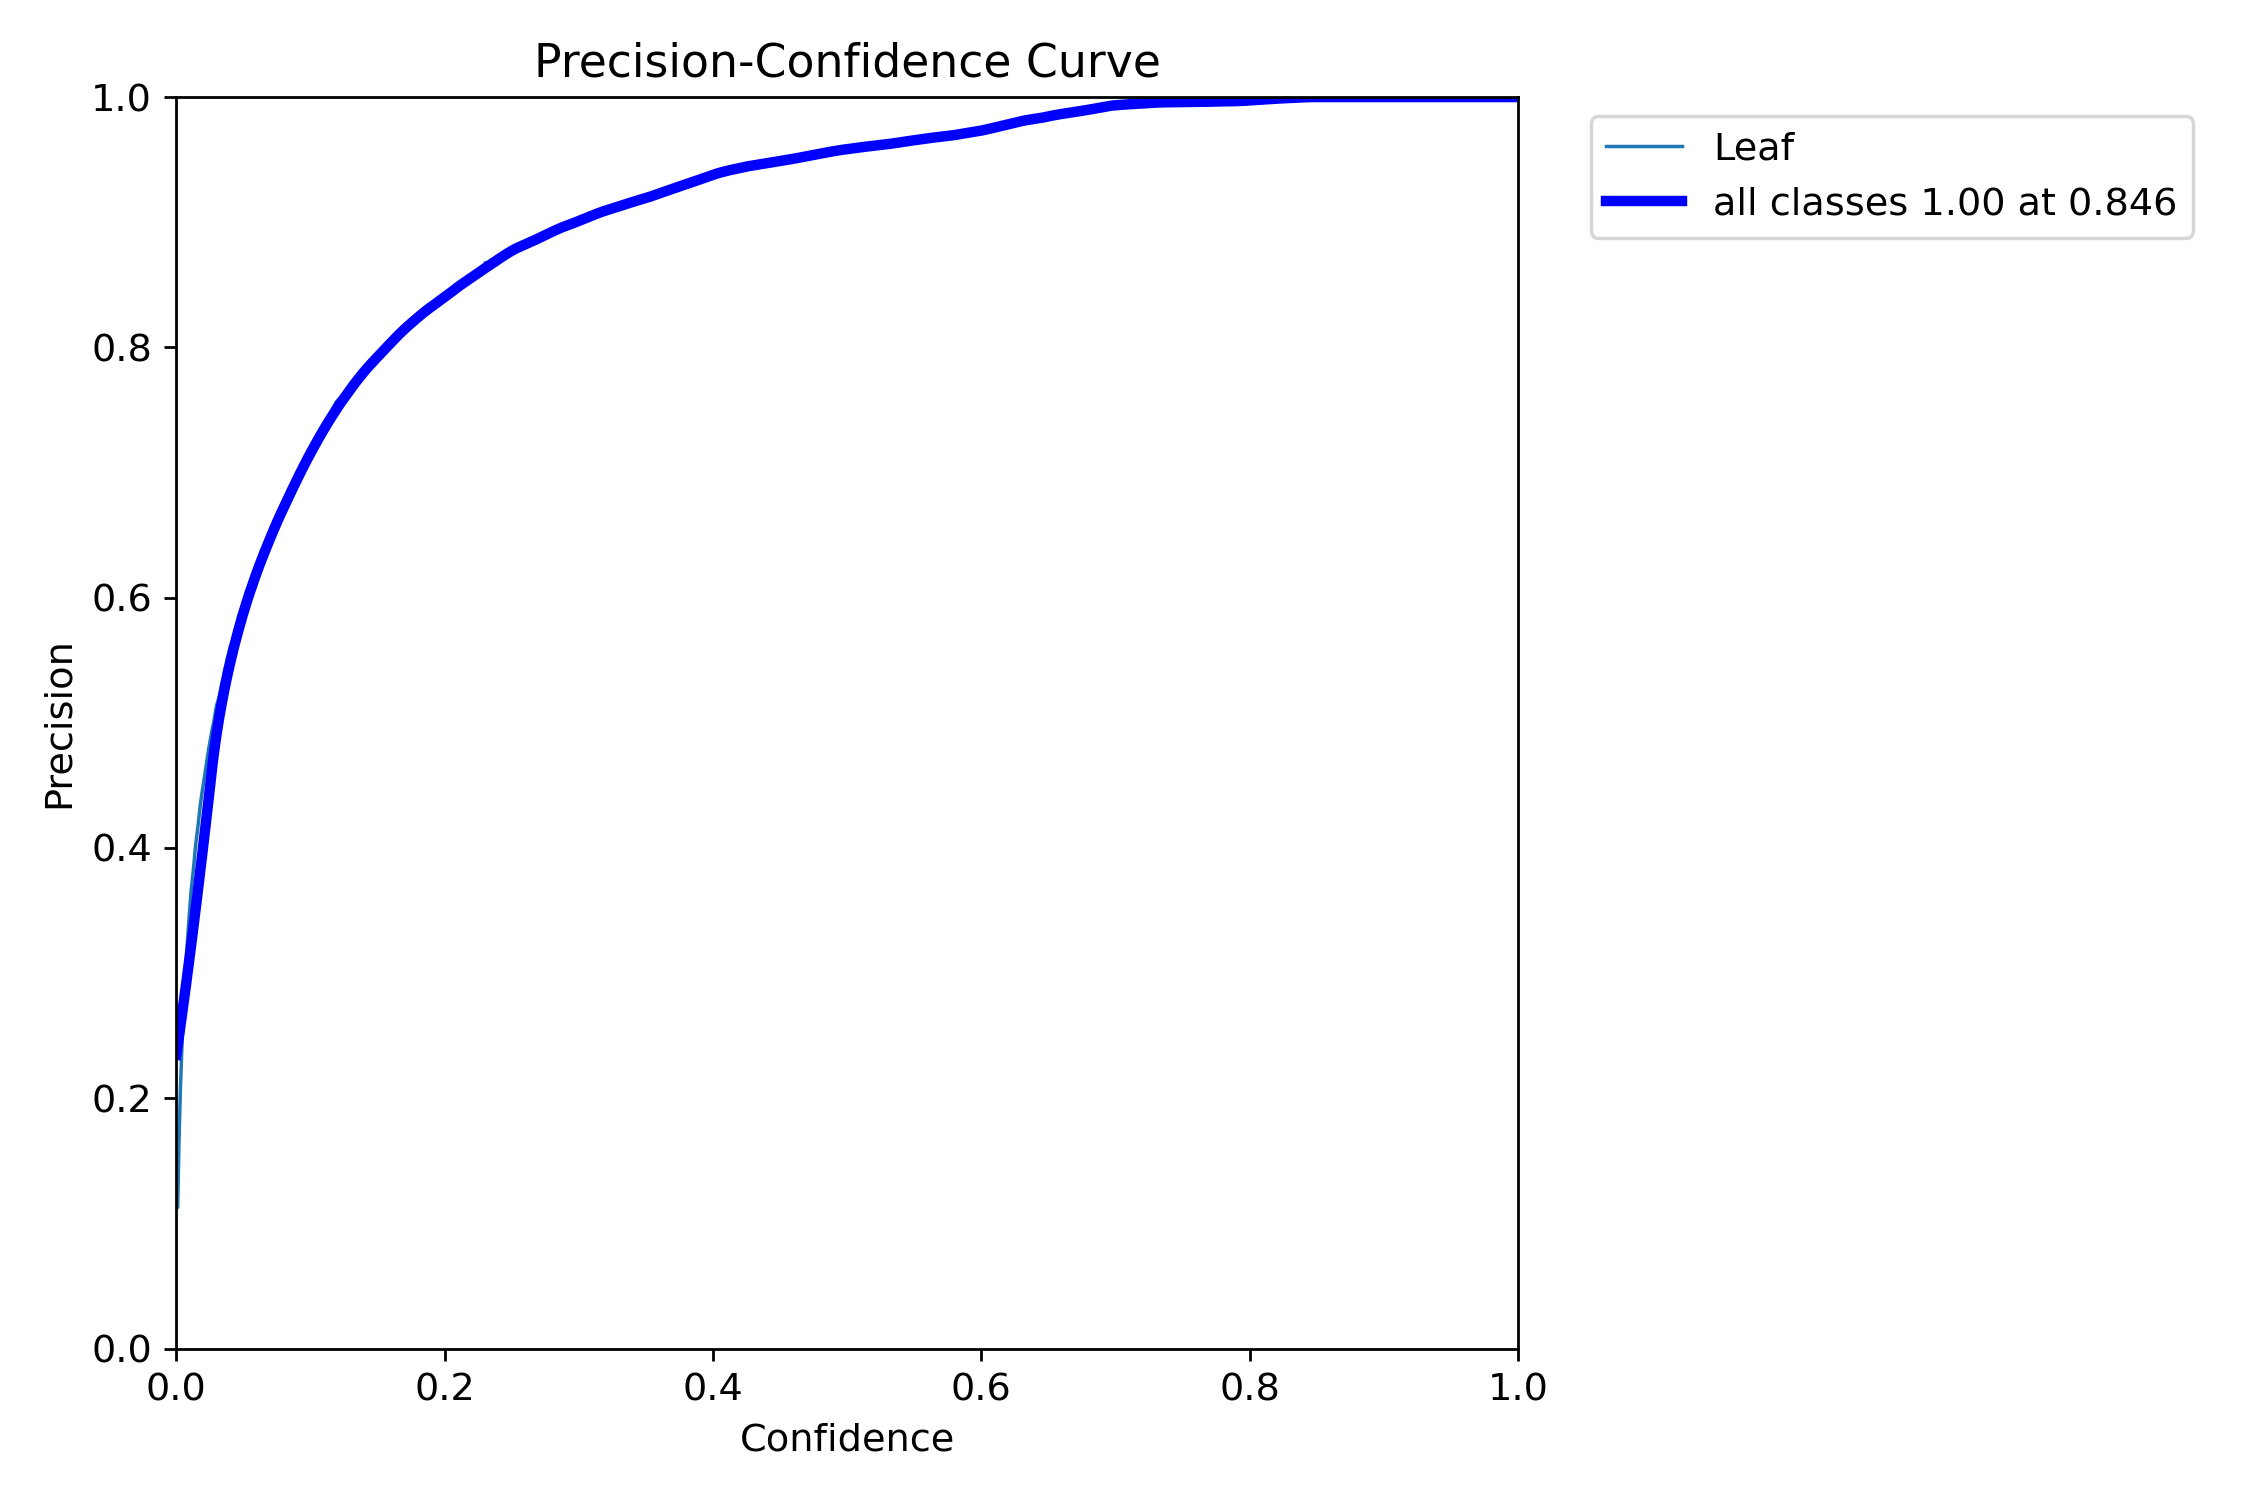 Precision-Confidence Curve
1.0
0.8
0.6
0.4
0.2
0.0
Precision
0.0 0.2 0.4 0.6 0.8 1.0
Confidence
Leaf
all classes 1.00 at 0.846